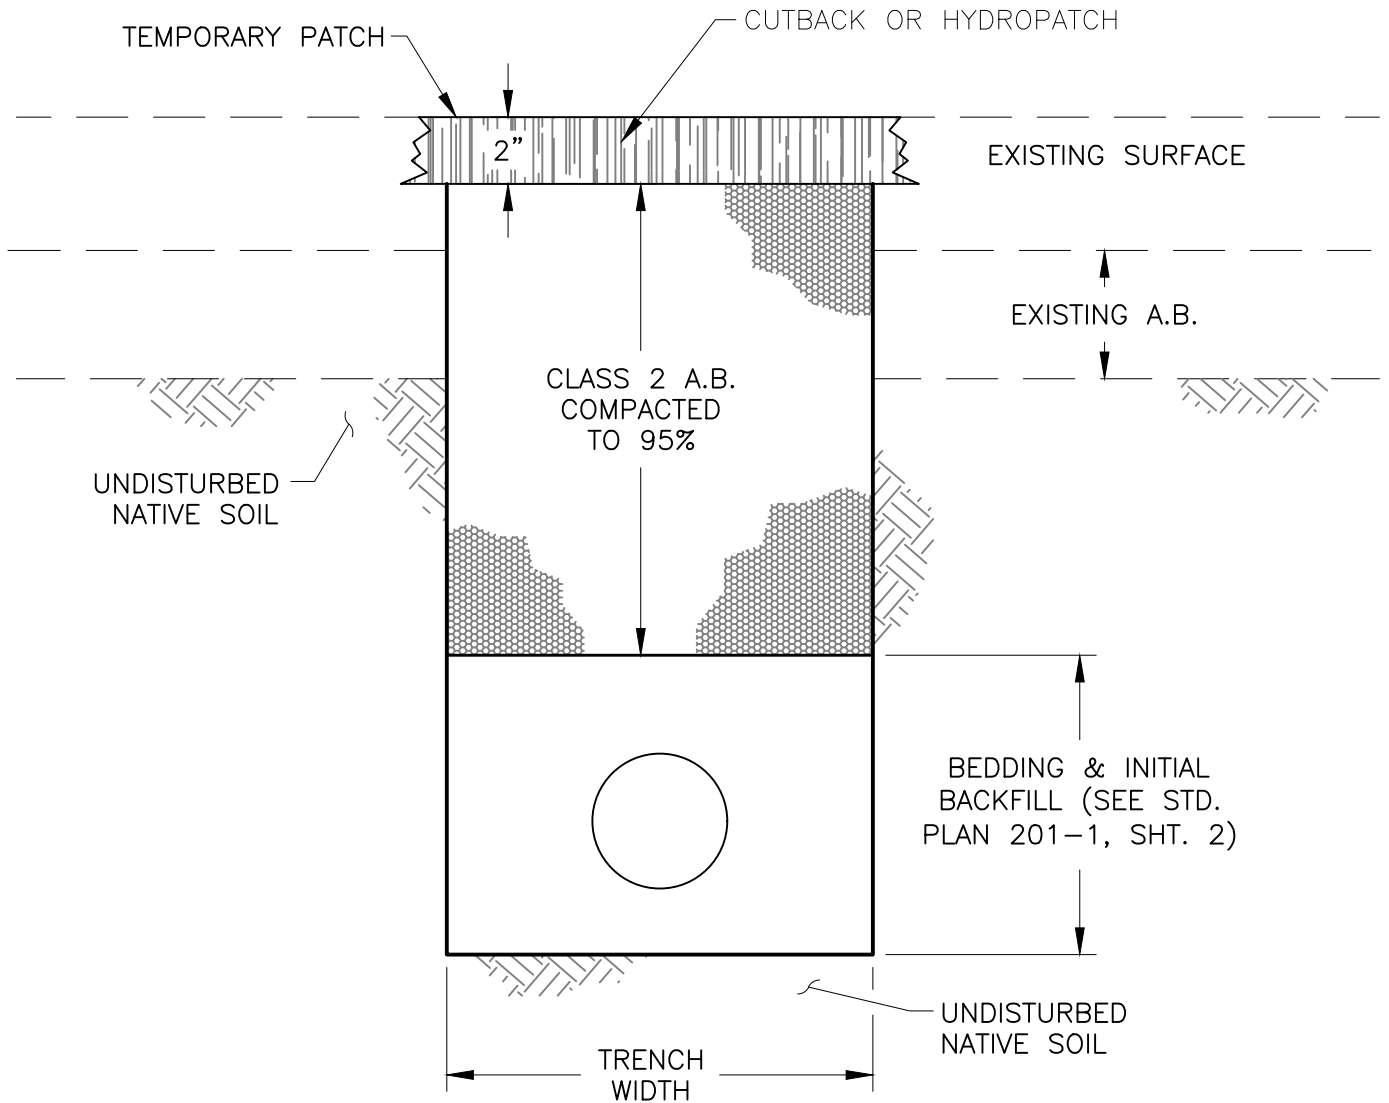 CUTBACK OR HYDROPATCH
TEMPORARY PATCH
2”
EXISTING SURFACE
EXISTING A.B.
CLASS 2 A.B.
COMPACTED
TO 95%
UNDISTURBED
NATIVE SOIL
BEDDING & INITIAL
BACKFILL (SEE STD.
PLAN 201-1, SHT. 2)
UNDISTURBED
NATIVE SOIL
TRENCH
WIDTH